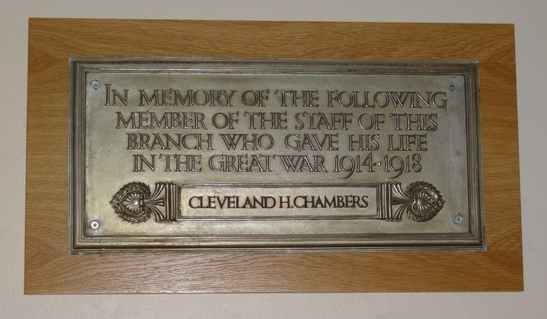 IN MEMORY OF THE FOLLOWING
MEMBER OF THE STAFF OF THIS
BRANCH WHO GAVE HIS LIFE
IN THE GREAT WAR 1914·1918
CLEVELAND H. CHAMBERS